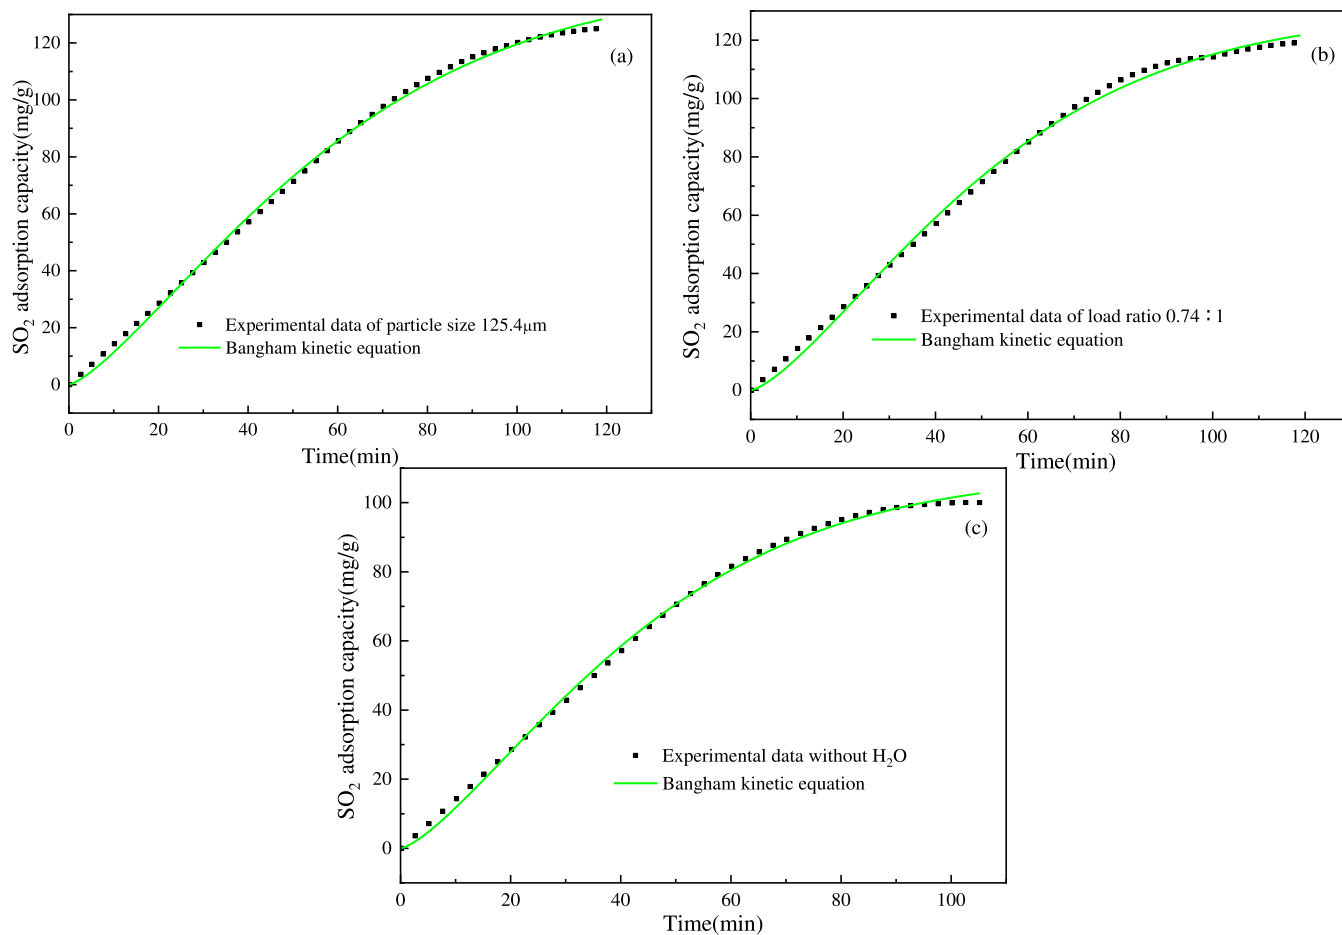 (a)
SO2 adsorption capacity(mg/g)
120
100
80
60
40
20
0
Experimental data of particle size 125.4μm
Bangham kinetic equation
0 20 40 60 80 100 120
Time(min)
(b)
SO2 adsorption capacity(mg/g)
120
100
80
60
40
20
0
Experimental data of load ratio 0.74∶1
Bangham kinetic equation
0 20 40 60 80 100 120
Time(min)
(c)
SO2 adsorption capacity(mg/g)
100
80
60
40
20
0
Experimental data without H2O
Bangham kinetic equation
0 20 40 60 80 100
Time(min)